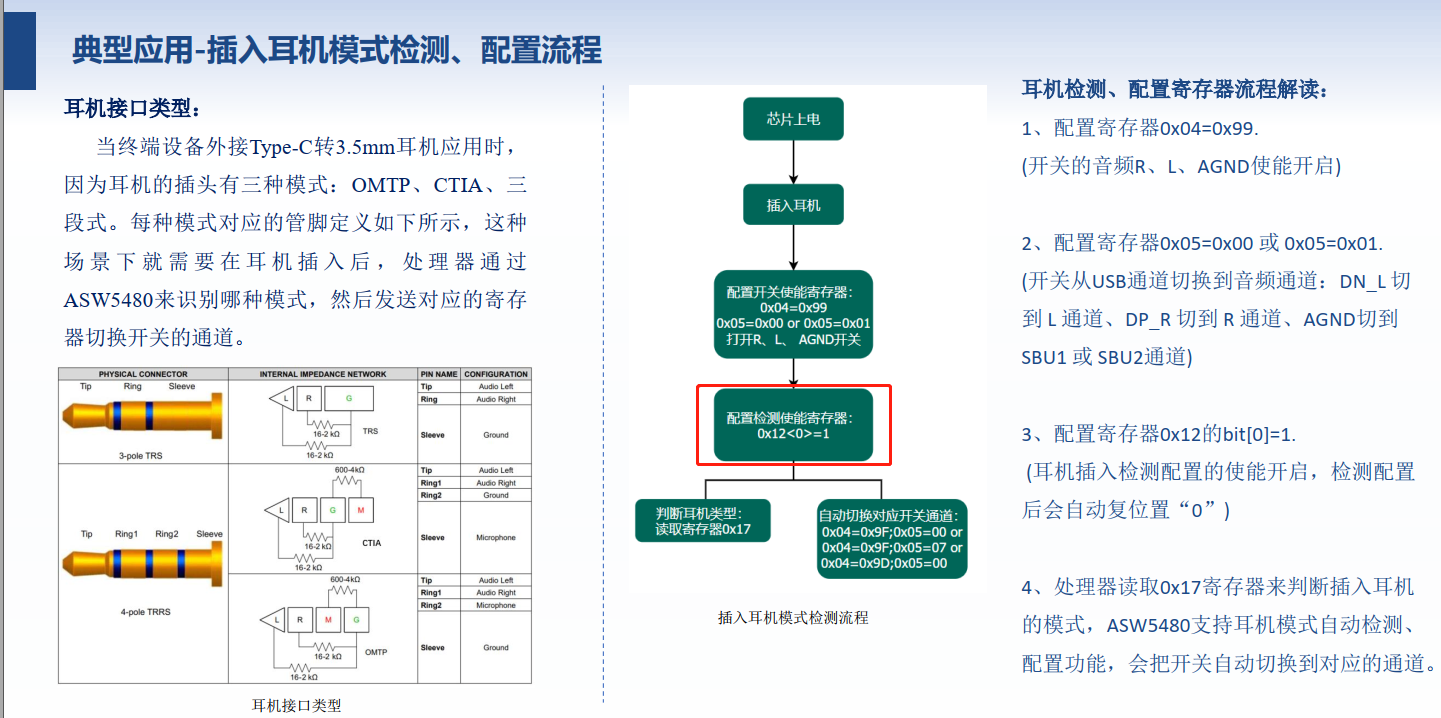 典型应用-插入耳机模式检测、配置流程
耳机接口类型：
当终端设备外接Type-C转3.5mm耳机应用时，
因为耳机的插头有三种模式：OMTP、CTIA、三
段式。每种模式对应的管脚定义如下所示，这种
场景下就需要在耳机插入后，处理器通过
ASW5480来识别哪种模式，然后发送对应的寄存
器切换开关的通道。
PHYSICAL CONNECTOR INTERNAL IMPEDANCE NETWORK PIN NAME CONFIGURATION
Tip Ring Sleeve
3-pole TRS
L R G
16-2 kΩ
TRS
16-2 kΩ
Tip Audio Left
Ring Audio Right
Sleeve Ground
Tip Ring1 Ring2 Sleeve
4-pole TRRS
600-4kΩ
L R G M
16-2 kΩ
CTIA
16-2 kΩ
Tip Audio Left
Ring1 Audio Right
Ring2 Ground
Sleeve Microphone
600-4kΩ
L R M G
16-2 kΩ
OMTP
16-2 kΩ
Tip Audio Left
Ring1 Audio Right
Ring2 Microphone
Sleeve Ground
耳机接口类型
芯片上电
插入耳机
配置开关使能寄存器：
0x04=0x99
0x05=0x00 or 0x05=0x01
打开R、L、 AGND开关
配置检测使能寄存器：
0x12<0>=1
判断耳机类型：
读取寄存器0x17
自动切换对应开关通道：
0x04=0x9F;0x05=00 or
0x04=0x9F;0x05=07 or
0x04=0x9D;0x05=00
插入耳机模式检测流程
耳机检测、配置寄存器流程解读：
1、配置寄存器0x04=0x99.
(开关的音频R、L、AGND使能开启)
2、配置寄存器0x05=0x00 或 0x05=0x01.
(开关从USB通道切换到音频通道：DN_L 切
到 L 通道、DP_R 切到 R 通道、AGND切到
SBU1 或 SBU2通道)
3、配置寄存器0x12的bit[0]=1.
(耳机插入检测配置的使能开启，检测配置
后会自动复位置“0”)
4、处理器读取0x17寄存器来判断插入耳机
的模式，ASW5480支持耳机模式自动检测、
配置功能，会把开关自动切换到对应的通道。